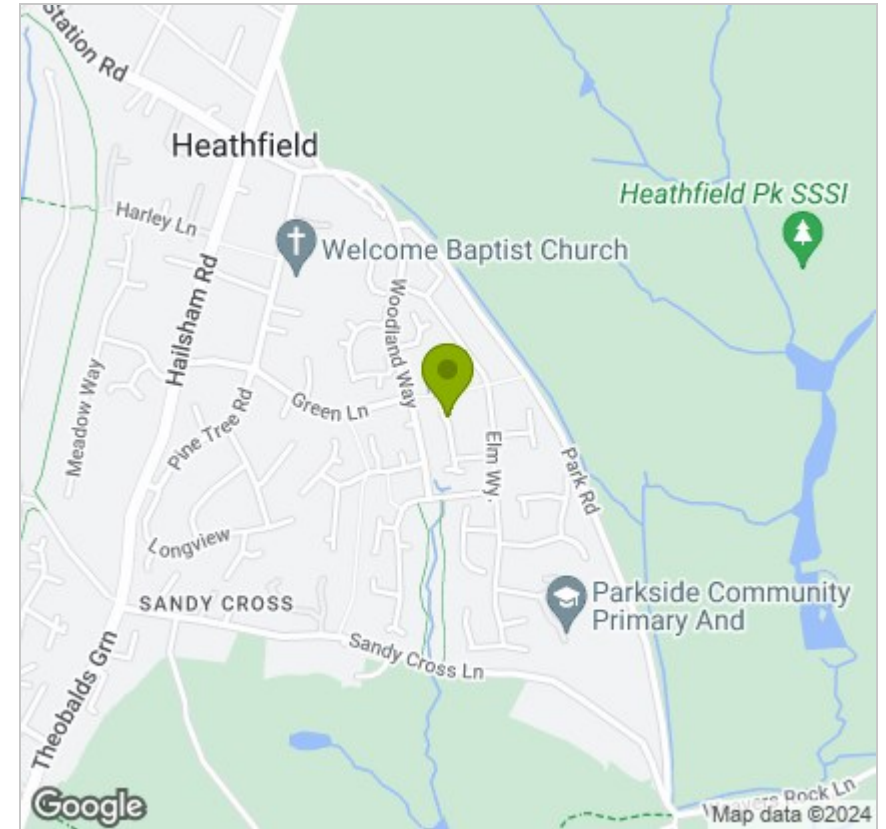 Station Rd
Heathfield
Heathfield Pk SSSI
Harley Ln
Welcome Baptist Church
Hailsham Rd
Woodland Way
Meadow Way
Green Ln
Pine Tree Rd
Elm Wy.
Park Rd
Longview
SANDY CROSS
Parkside Community
Primary And
Sandy Cross Ln
Theobalds Grn
Rock Ln
Google
Map data ©2024